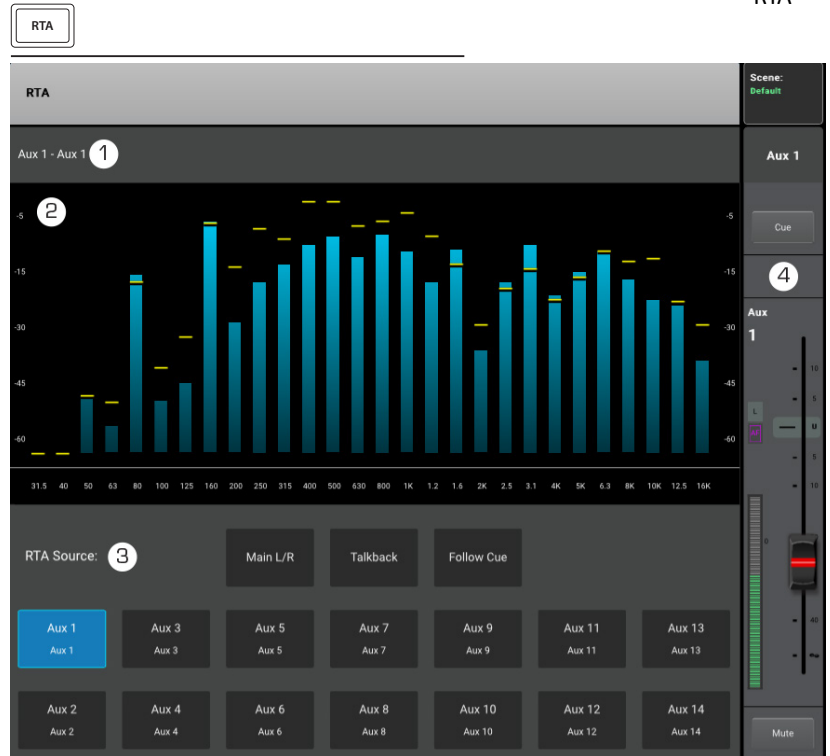 RTA
RTA
RTA
Scene:
Default
Aux 1 - Aux 1 1
Aux 1
2
-5 -5
Cue
-15 -15
4
Aux
1
-30 -30
10
-45 -45
5
L
U
-60 -60
5
31.5 40 50 63 80 100 125 160 200 250 315 400 500 630 800 1K 1.2 1.6 2K 2.5 3.1 4K 5K 6.3 8K 10K 12.5 16K
10
RTA Source: 3 Main L/R Talkback Follow Cue
40
Aux 1 Aux 3 Aux 5 Aux 7 Aux 9 Aux 11 Aux 13
Aux 1 Aux 3 Aux 5 Aux 7 Aux 9 Aux 11 Aux 13
∞
Aux 2 Aux 4 Aux 6 Aux 8 Aux 10 Aux 12 Aux 14
Aux 2 Aux 4 Aux 6 Aux 8 Aux 10 Aux 12 Aux 14
Mute